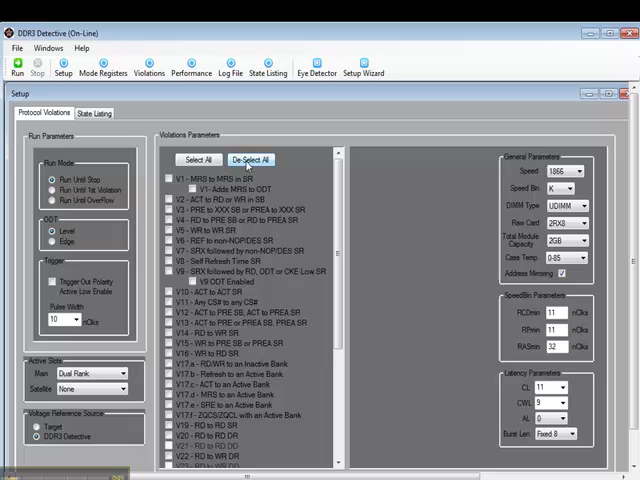 DDR3 Detective (On-Line)
File Windows Help
Run Stop Setup Mode Registers Violations Performance Log File State Listing Eye Detector Setup Wizard
Setup
Protocol Violations State Listing
Run Parameters
Run Mode
Run Until Stop
Run Until 1st Violation
Run Until Overflow
ODT
Level
Edge
Trigger
Trigger Out Polarity
Active Low Enable
Pulse Width
10 nClks
Active Slots
Main Dual Rank
Satellite None
Voltage Reference Source
Target
DDR3 Detective
Violations Parameters
Select All De-Select All
V1 - MRS to MRS in SR
V1- Adds MRS to ODT
V2 - ACT to RD or WR in SB
V3 - PRE to XXX SB or PREA to XXX SR
V4 - RD to PRE SB or RD to PREA SR
V5 - WR to WR SR
V6 - REF to non-NOP/DES SR
V7 - SRX followed by non-NOP/DES SR
V8 - Self Refresh Time SR
V9 - SRX followed by RD, ODT or CKE Low SR
V9 ODT Enabled
V10 - ACT to ACT SR
V11 - Any CS# to any CS#
V12 - ACT to PRE SB, ACT to PREA SR
V13 - ACT to PRE or PREA SB, PREA SR
V14 - RD to WR SR
V15 - WR to PRE SB or PREA SR
V16 - WR to RD SR
V17.a - RD/WR to an Inactive Bank
V17.b - Refresh to an Active Bank
V17.c - ACT to an Active Bank
V17.d - MRS to an Active Bank
V17.e - SRE to an Active Bank
V17.f - ZQCS/ZQCL with an Active Bank
V19 - RD to RD SR
V20 - RD to RD DR
V21 - RD to RD DD
V22 - RD to WR DR
General Parameters
Speed 1866
Speed Bin K
DIMM Type UDIMM
Raw Card 2RX8
Total Module
Capacity 2GB
Case Temp. 0-85
Address Mirroring
SpeedBin Parameters
RCDmin 11 nClks
RPmin 11 nClks
RASmin 32 nClks
Latency Parameters
CL 11
CWL 9
AL 0
Burst Len. Fixed 8